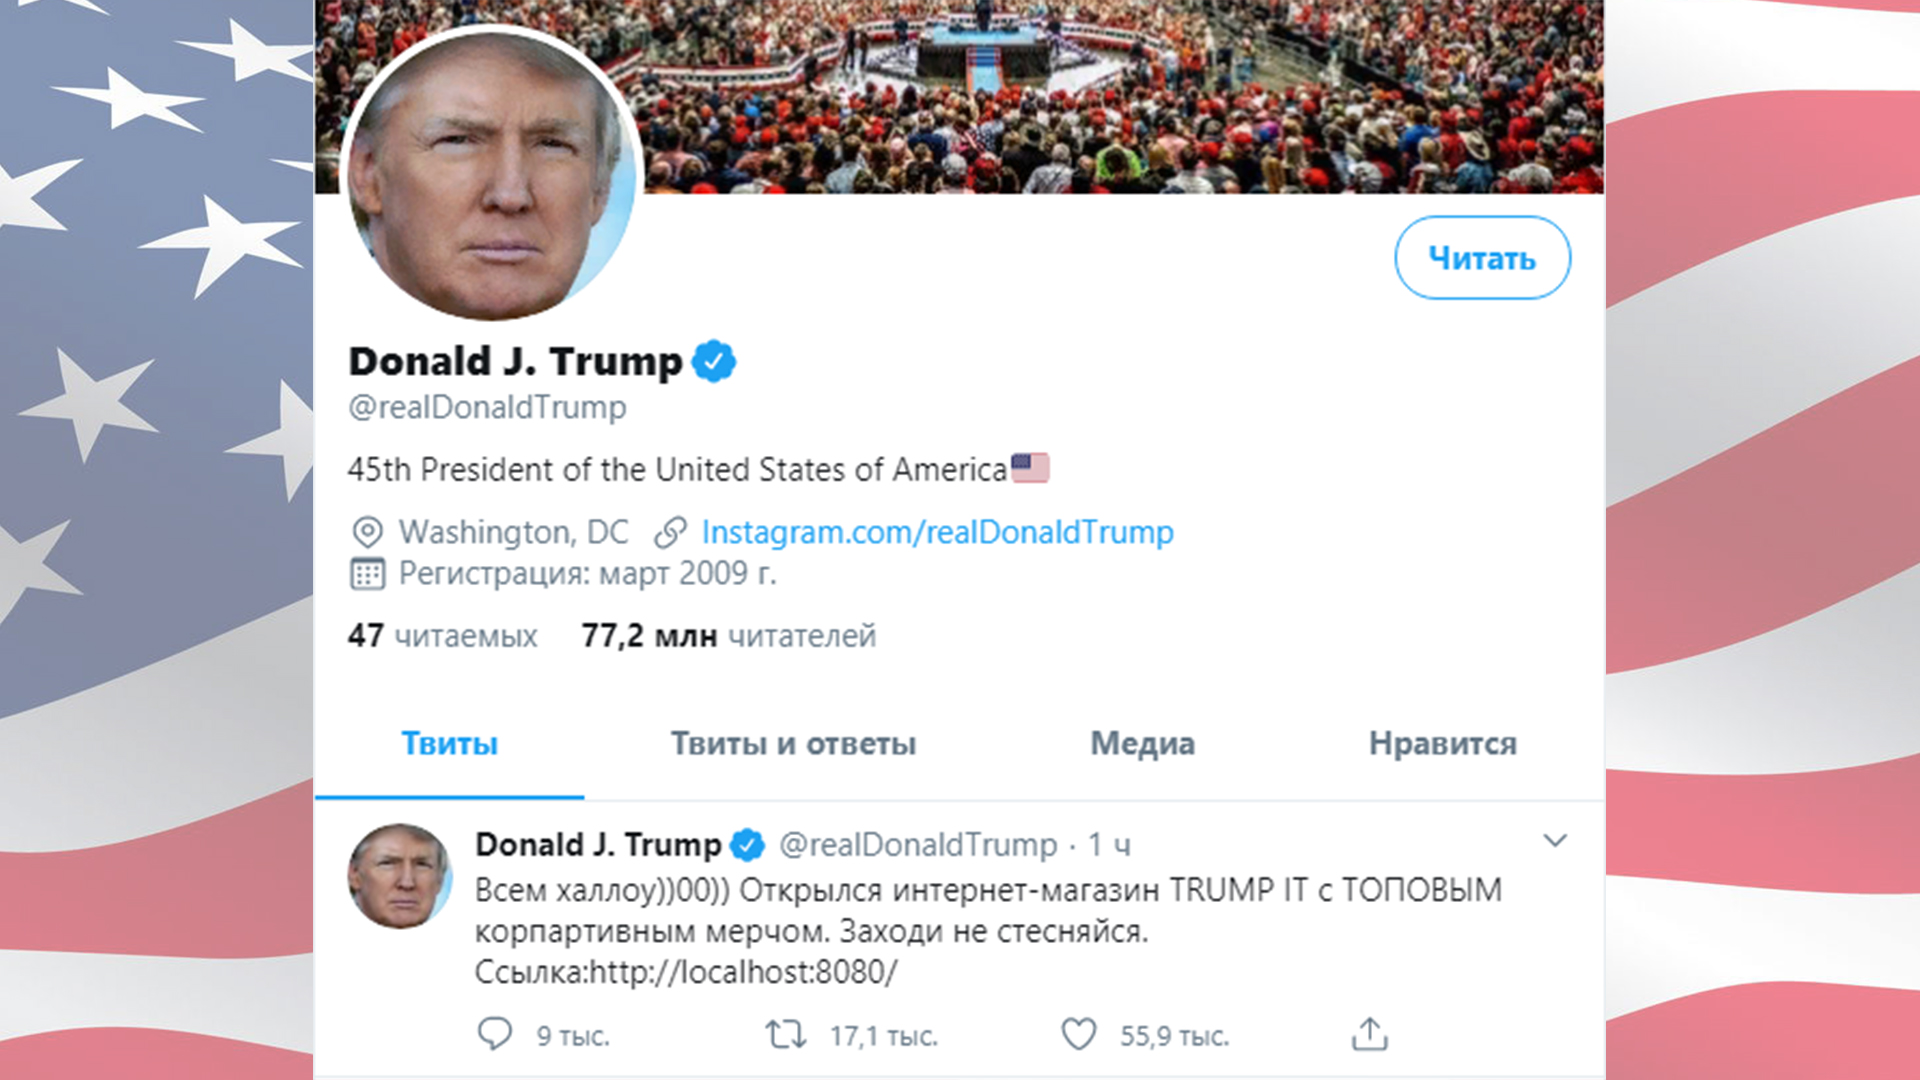 Читать
Donald J. Trump
@realDonaldTrump
45th President of the United States of America
Washington, DC Instagram.com/realDonaldTrump
Регистрация: март 2009 г.
47 читаемых 77,2 млн читателей
Твиты Твиты и ответы Медиа Нравится
Donald J. Trump @realDonaldTrump · 1 ч
Всем халлоу))00)) Открылся интернет-магазин TRUMP IT с ТОПОВЫМ
корпартивным мерчом. Заходи не стесняйся.
Ссылка:http://localhost:8080/
9 тыс. 17,1 тыс. 55,9 тыс.